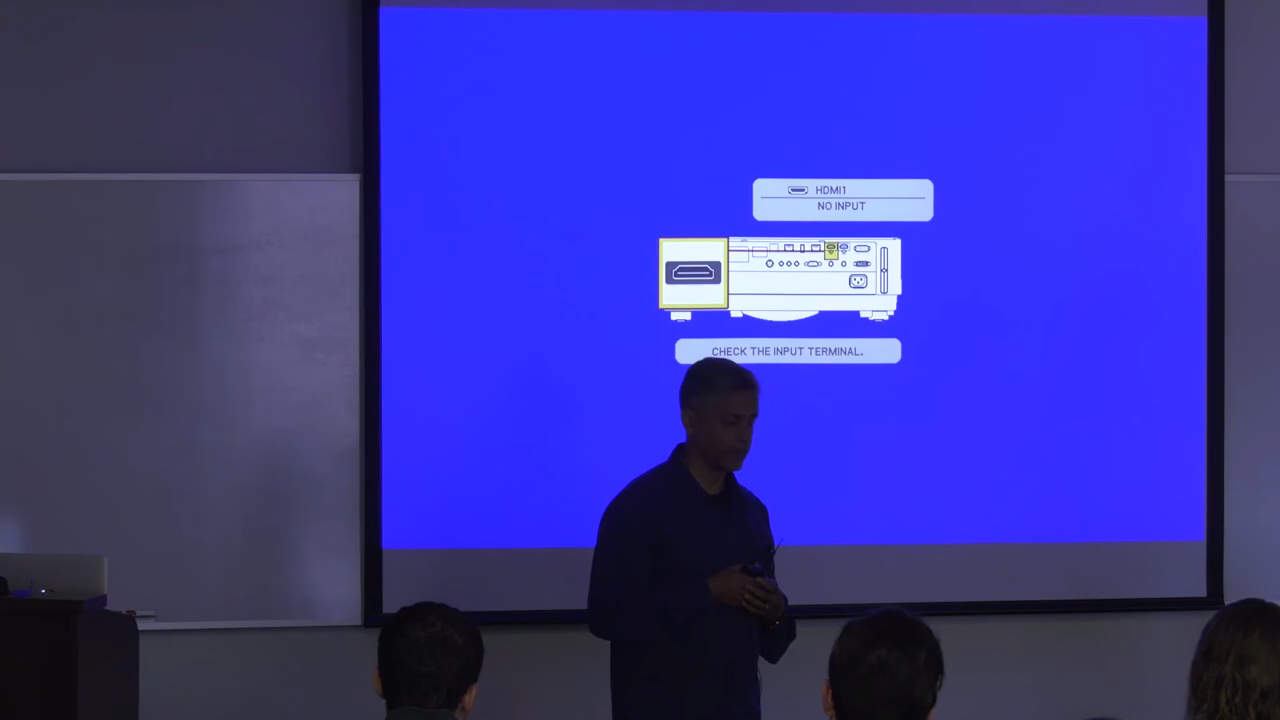 HDMI1
NO INPUT
CHECK THE INPUT TERMINAL.